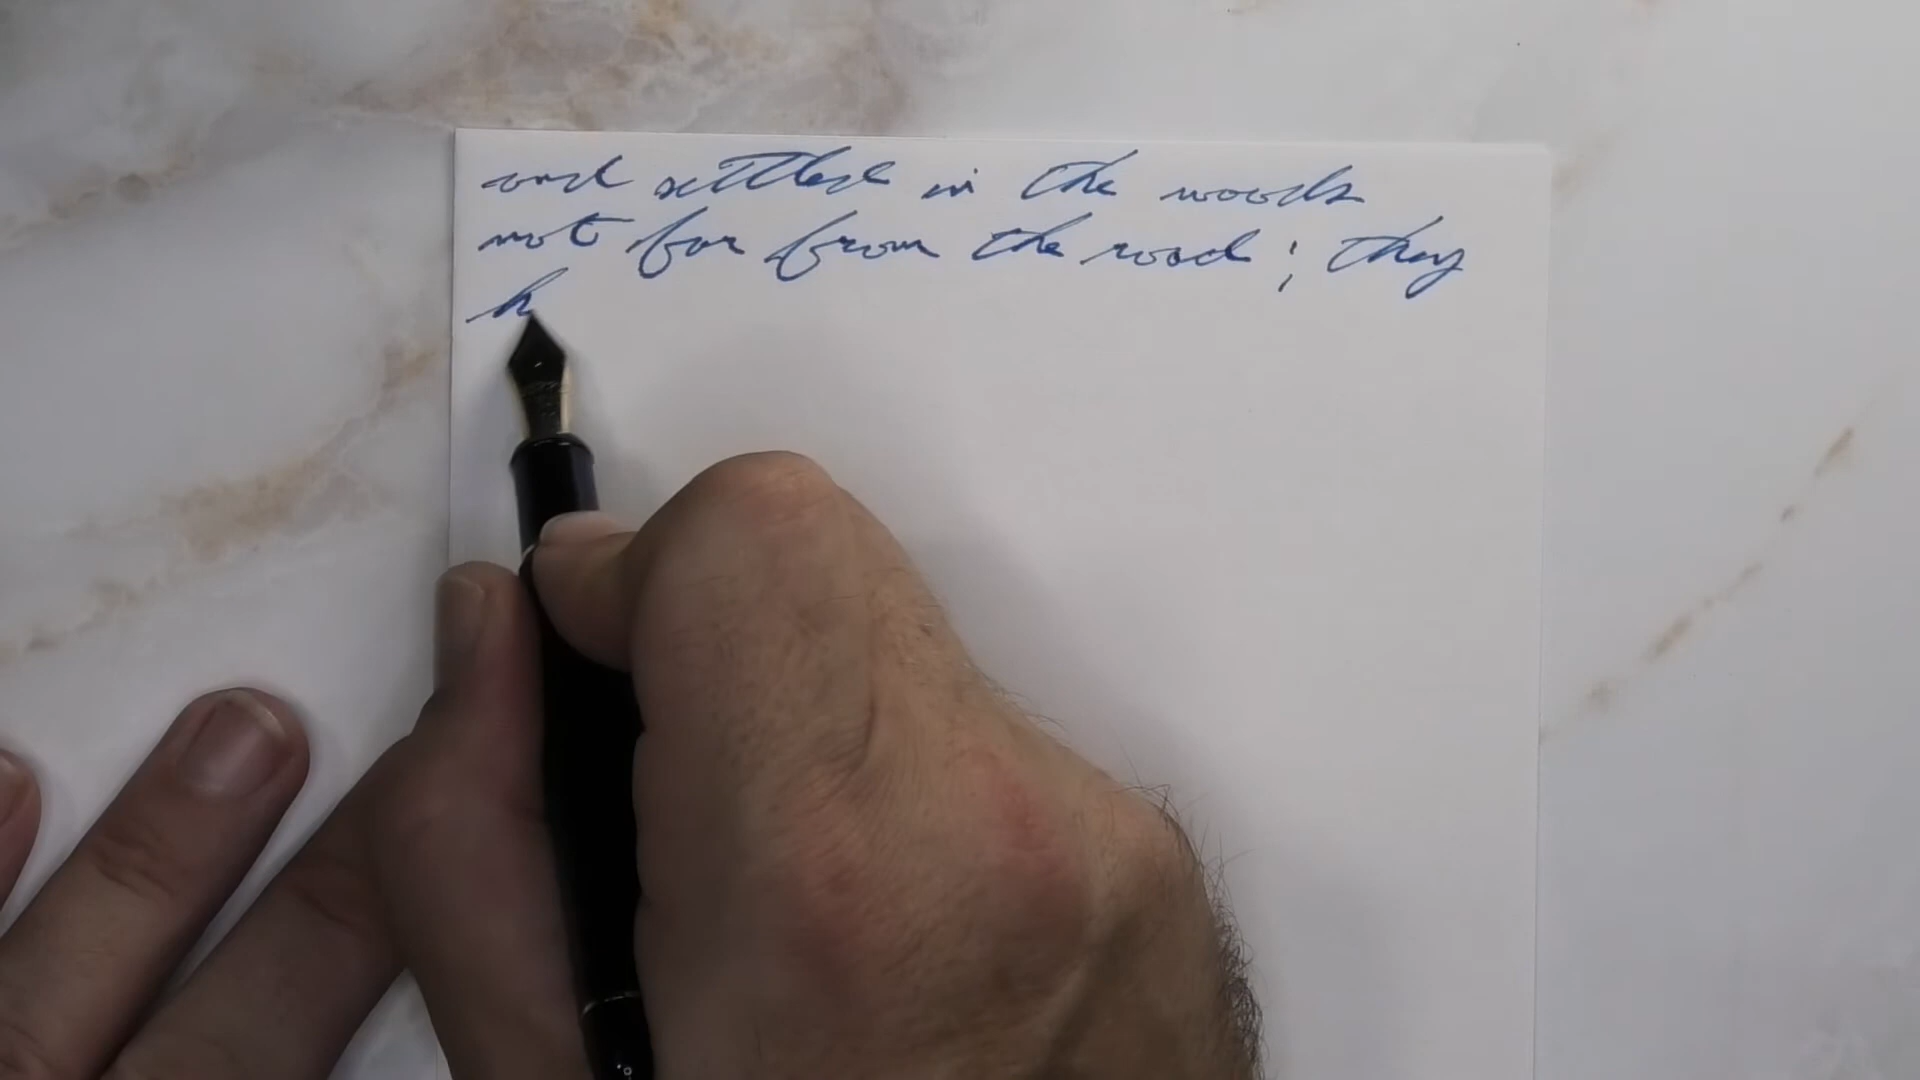 and settled in the woods
not far from the road; they
h